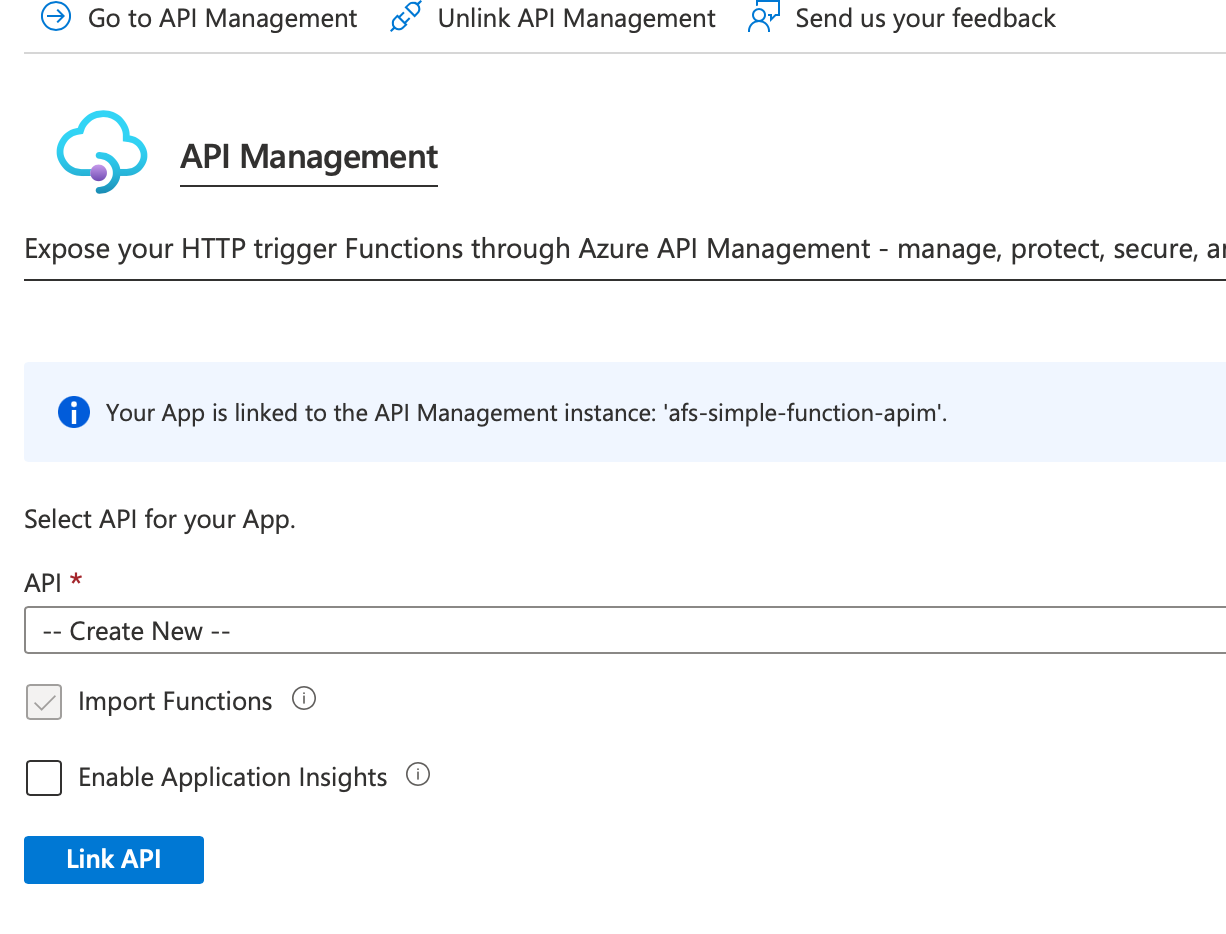 Go to API Management Unlink API Management Send us your feedback
API Management
Expose your HTTP trigger Functions through Azure API Management - manage, protect, secure,
Your App is linked to the API Management instance: 'afs-simple-function-apim'.
Select API for your App.
API *
-- Create New --
Import Functions
Enable Application Insights
Link API